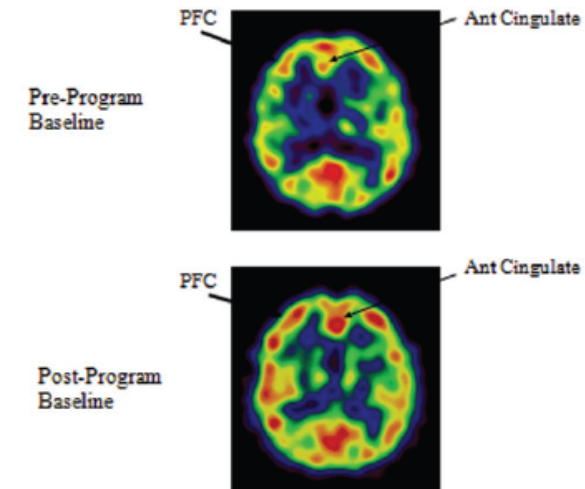 PFC
Ant Cingulate
Pre-Program
Baseline
PFC
Ant Cingulate
Post-Program
Baseline